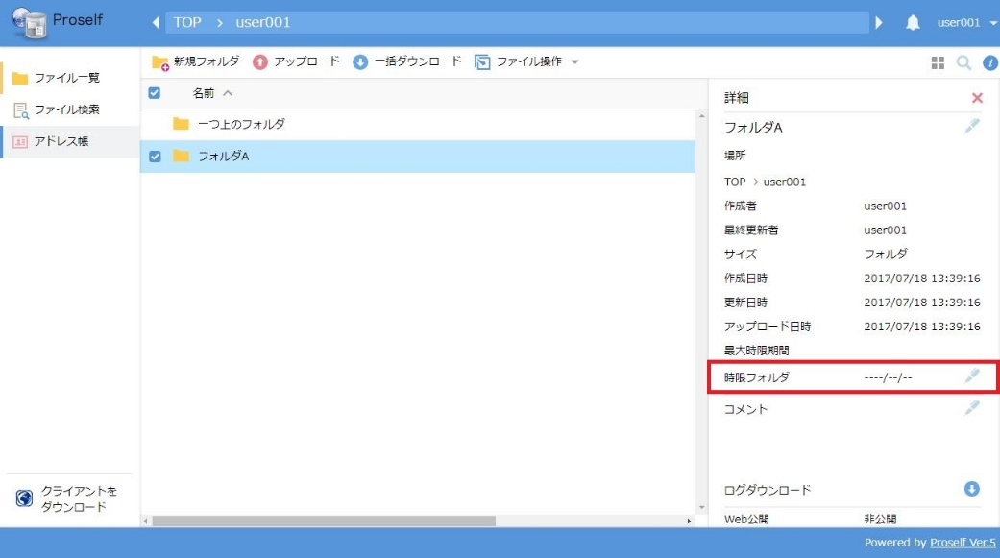 Proself
TOP > user001
user001
新規フォルダ アップロード 一括ダウンロード ファイル操作
ファイル一覧
ファイル検索
アドレス帳
クライアントを
ダウンロード
名前
一つ上のフォルダ
フォルダA
詳細
フォルダA
場所
TOP > user001
作成者 user001
最終更新者 user001
サイズ フォルダ
作成日時 2017/07/18 13:39:16
更新日時 2017/07/18 13:39:16
アップロード日時 2017/07/18 13:39:16
最大時限期間
時限フォルダ ----/--/--
コメント
ログダウンロード
Web公開 非公開
Powered by Proself Ver.5